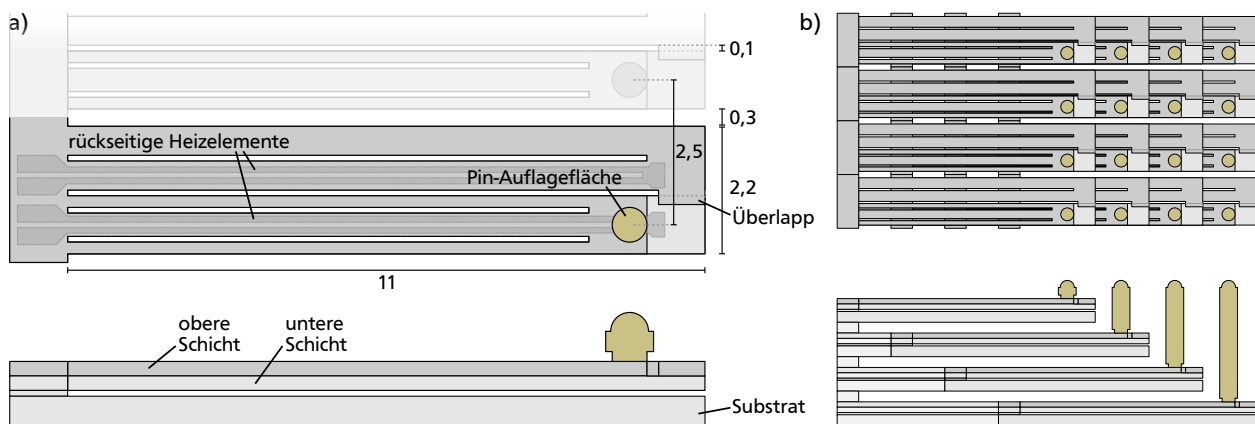 a)
0,1
0,3
rückseitige Heizelemente
2,5
Pin-Auflagefläche
2,2
Überlapp
11
obere
Schicht
untere
Schicht
Substrat
b)